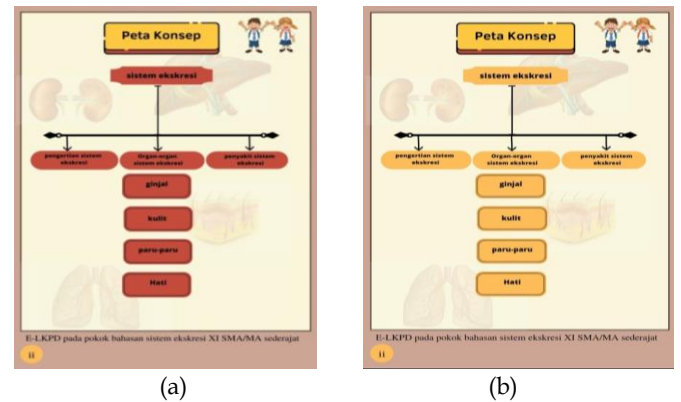 Peta Konsep
sistem ekskresi
pengertian sistem
ekskresi
Organ-organ
sistem ekskresi
penyakit sistem
ekskresi
ginjal
kulit
paru-paru
Hati
E-LKPD pada pokok bahasan sistem ekskresi XI SMA/MA sederajat
ii
(a)
Peta Konsep
sistem ekskresi
pengertian sistem
ekskresi
Organ-organ
sistem ekskresi
penyakit sistem
ekskresi
ginjal
kulit
paru-paru
Hati
E-LKPD pada pokok bahasan sistem ekskresi XI SMA/MA sederajat
ii
(b)